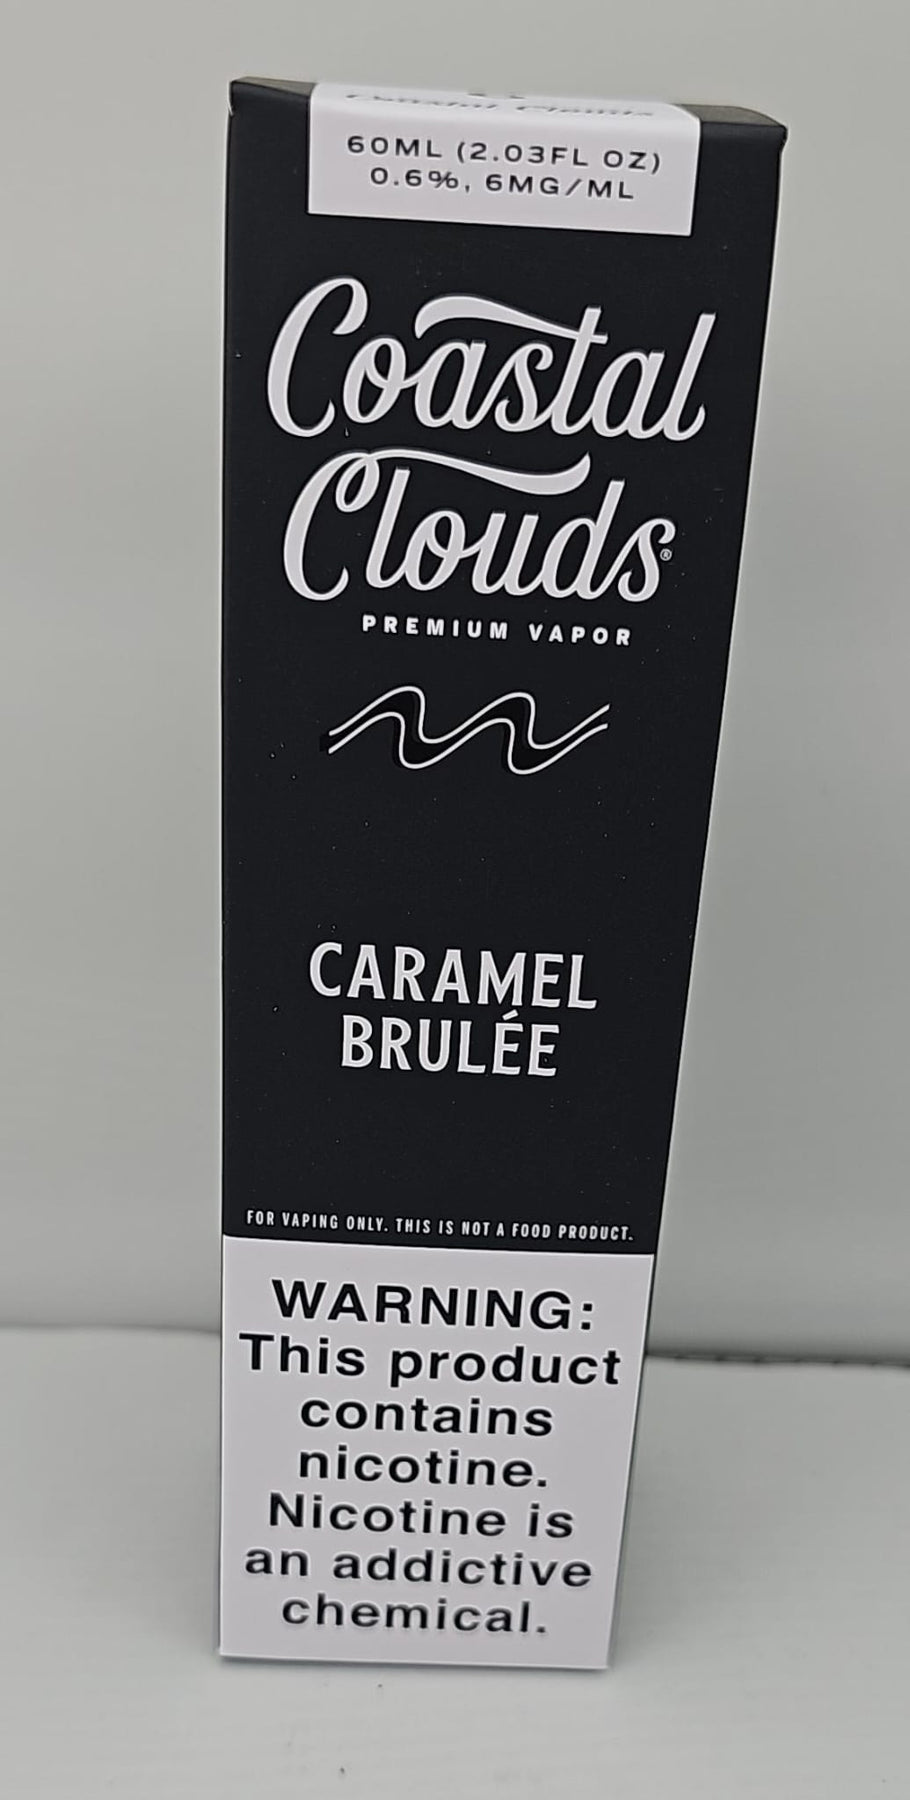 60ML (2.03FL OZ)
0.6%, 6MG/ML
Coastal
Clouds®
PREMIUM VAPOR
CARAMEL
BRULÉE
FOR VAPING ONLY. THIS IS NOT A FOOD PRODUCT.
WARNING:
This product
contains
nicotine.
Nicotine is
an addictive
chemical.